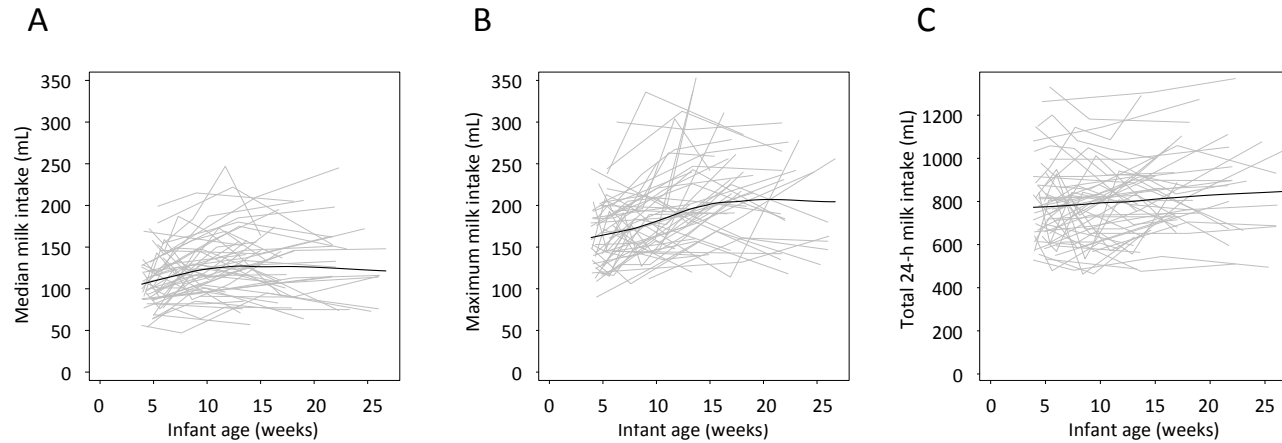 A
B
C
Median milk intake (mL)
350
300
250
200
150
100
50
0
0 5 10 15 20 25
Infant age (weeks)
Maximum milk intake (mL)
350
300
250
200
150
100
50
0
0 5 10 15 20 25
Infant age (weeks)
Total 24-h milk intake (mL)
1200
1000
800
600
400
200
0
0 5 10 15 20 25
Infant age (weeks)